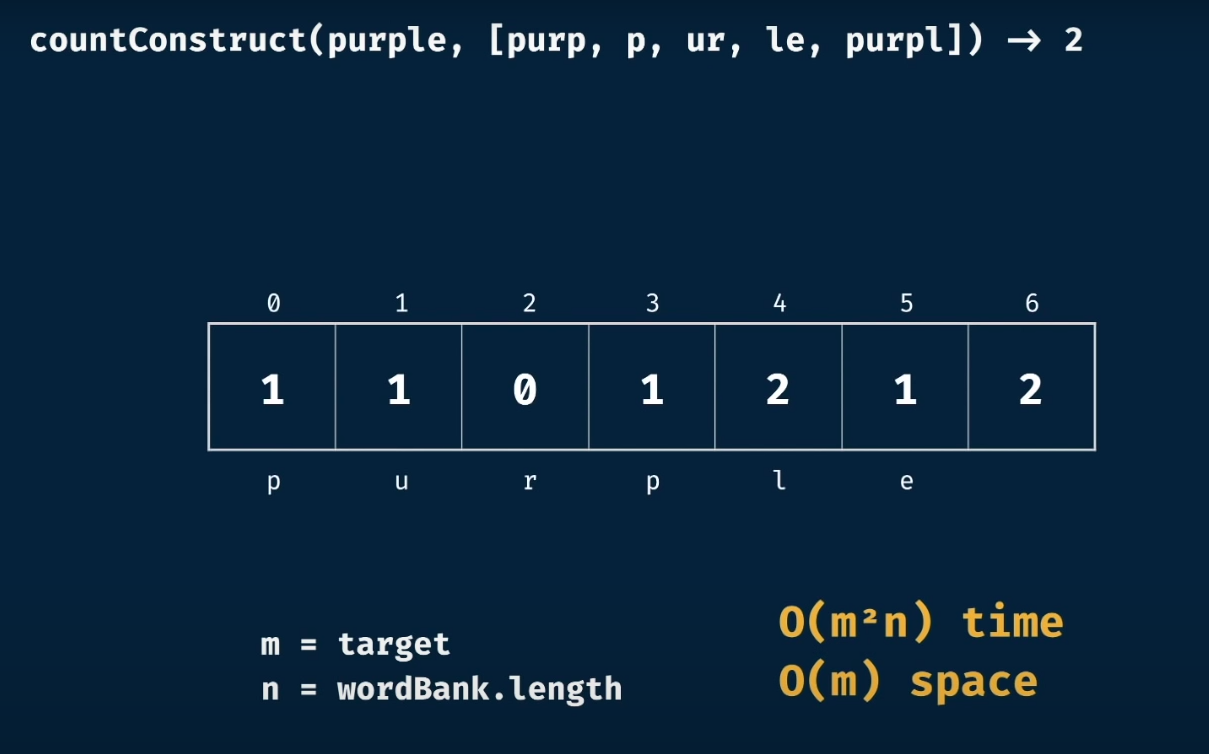 countConstruct(purple, [purp, p, ur, le, purpl]) → 2
0 1 2 3 4 5 6
1 1 0 1 2 1 2
p u r p l e
m = target
n = wordBank.length
O(m²n) time
O(m) space